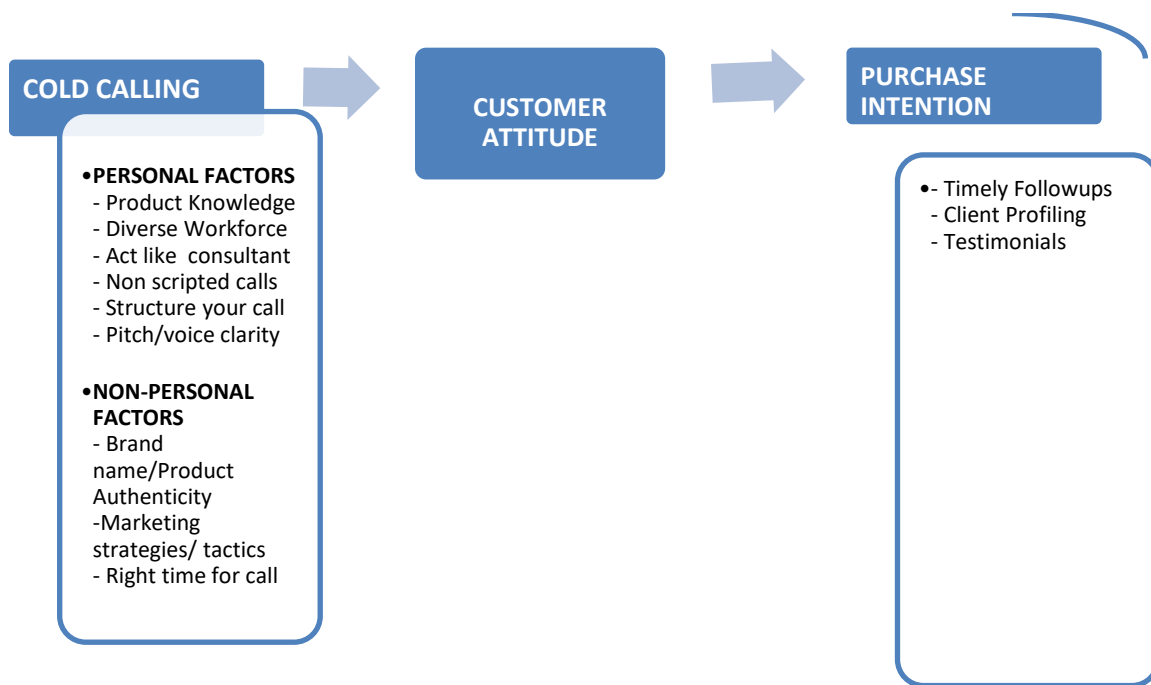 COLD CALLING
•PERSONAL FACTORS
- Product Knowledge
- Diverse Workforce
- Act like consultant
- Non scripted calls
- Structure your call
- Pitch/voice clarity
•NON-PERSONAL
FACTORS
- Brand
name/Product
Authenticity
-Marketing
strategies/ tactics
- Right time for call
CUSTOMER
ATTITUDE
PURCHASE
INTENTION
•- Timely Followups
- Client Profiling
- Testimonials